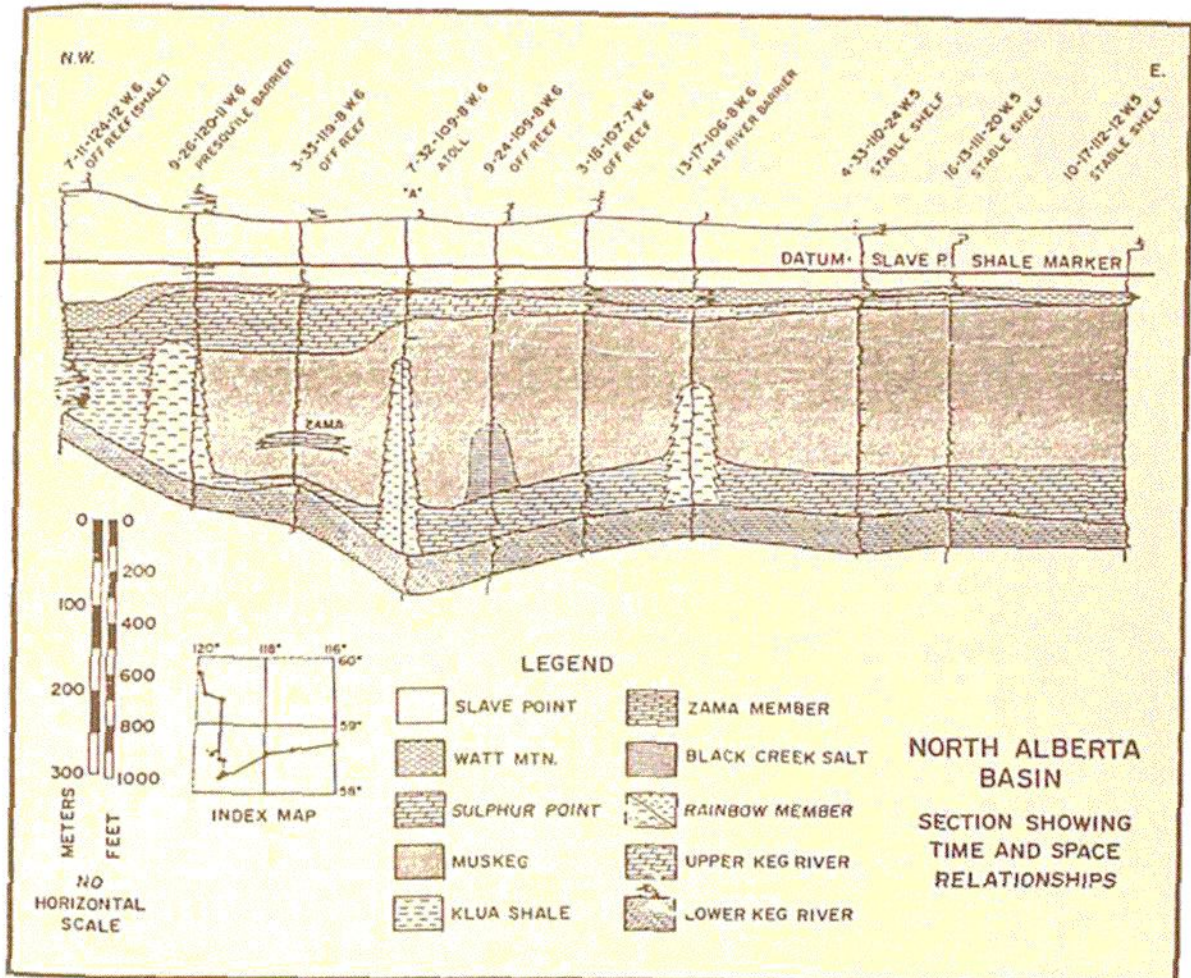 N.W.
E.
7-11-124-12 W.6
OFF REEF (SHALE)
9-26-120-11 W.6
PRESQUILE BARRIER
3-35-119-8 W.6
OFF REEF
7-32-109-8 W.6
ATOLL
9-24-109-8 W.6
OFF REEF
3-16-107-7 W.6
OFF REEF
13-17-106-8 W.6
HAY RIVER BARRIER
4-33-110-24 W.5
STABLE SHELF
16-13-111-20 W.5
STABLE SHELF
10-17-112-12 W.5
STABLE SHELF
"A"
DATUM - SLAVE P. SHALE MARKER
ZAMA
0 0
200
100
400
600
200
800
300 1000
METERS
FEET
NO
HORIZONTAL
SCALE
120° 118° 116°
60°
59°
58°
INDEX MAP
LEGEND
SLAVE POINT
WATT MTN.
SULPHUR POINT
MUSKEG
KLUA SHALE
ZAMA MEMBER
BLACK CREEK SALT
RAINBOW MEMBER
UPPER KEG RIVER
LOWER KEG RIVER
NORTH ALBERTA
BASIN
SECTION SHOWING
TIME AND SPACE
RELATIONSHIPS